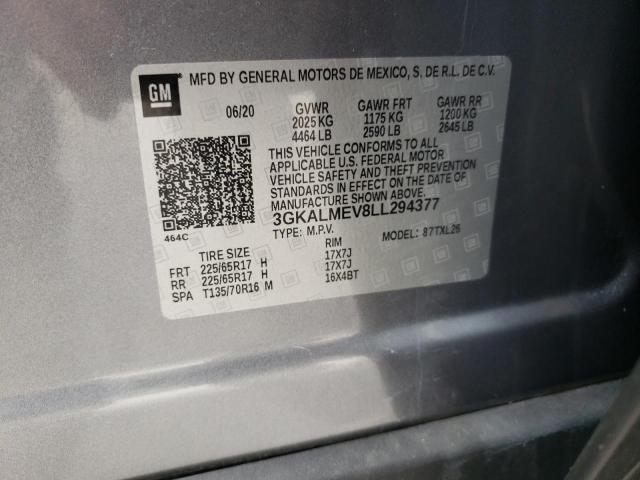 GM
MFD BY GENERAL MOTORS DE MEXICO, S. DE R.L. DE C.V.
06/20 GVWR GAWR FRT GAWR RR
2025 KG 1175 KG 1200 KG
4464 LB 2590 LB 2645 LB
THIS VEHICLE CONFORMS TO ALL
APPLICABLE U.S. FEDERAL MOTOR
VEHICLE SAFETY AND THEFT PREVENTION
STANDARDS IN EFFECT ON THE DATE OF
MANUFACTURE SHOWN ABOVE.
3GKALMEV8LL294377
464C TYPE: M.P.V. MODEL: 87TXL26
TIRE SIZE RIM
FRT 225/65R17 H 17X7J
RR 225/65R17 H 17X7J
SPA T135/70R16 M 16X4BT